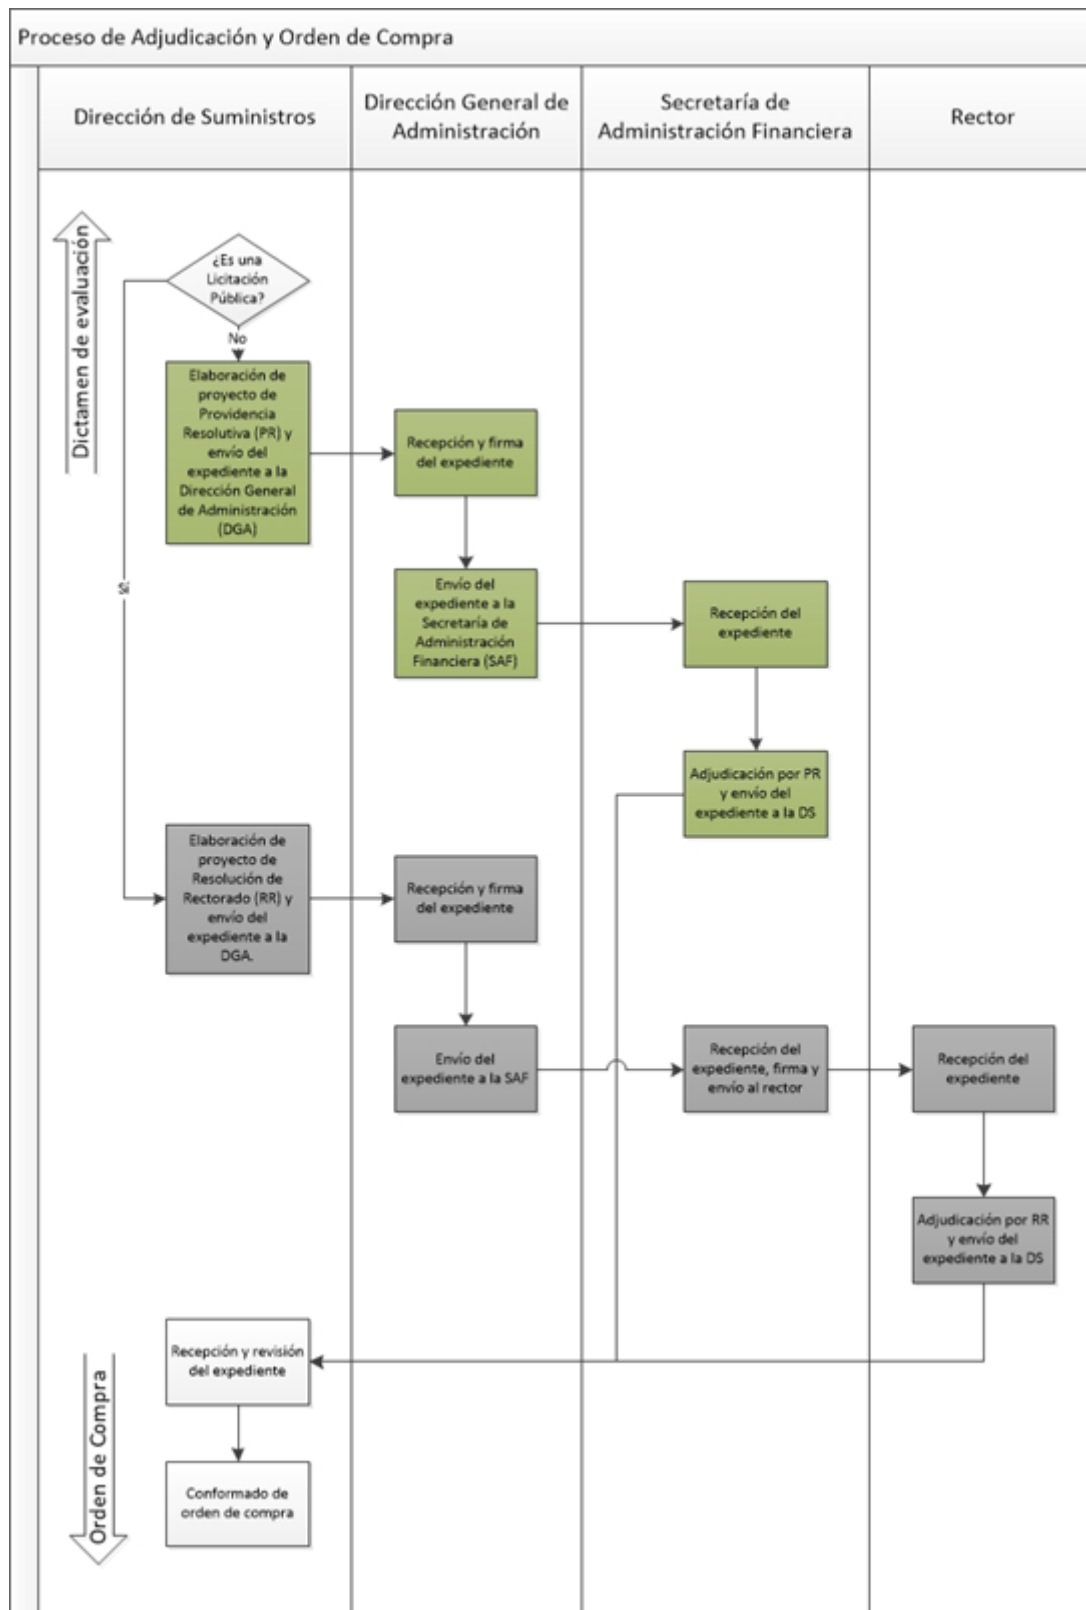 Proceso de Adjudicación y Orden de Compra
Dirección de Suministros
Dirección General de
Administración
Secretaría de
Administración Financiera
Rector
Dictamen de evaluación
¿Es una
Licitación
Pública?
No
Elaboración de
proyecto de
Providencia
Resolutiva (PR) y
envío del
expediente a la
Dirección General
de Administración
(DGA)
Recepción y firma
del expediente
Envío del
expediente a la
Secretaría de
Administración
Financiera (SAF)
Recepción del
expediente
Sí
Adjudicación por PR
y envío del
expediente a la DS
Elaboración de
proyecto de
Resolución de
Rectorado (RR) y
envío del
expediente a la
DGA.
Recepción y firma
del expediente
Envío del
expediente a la SAF
Recepción del
expediente, firma y
envío al rector
Recepción del
expediente
Adjudicación por RR
y envío del
expediente a la DS
Recepción y revisión
del expediente
Orden de Compra
Conformado de
orden de compra